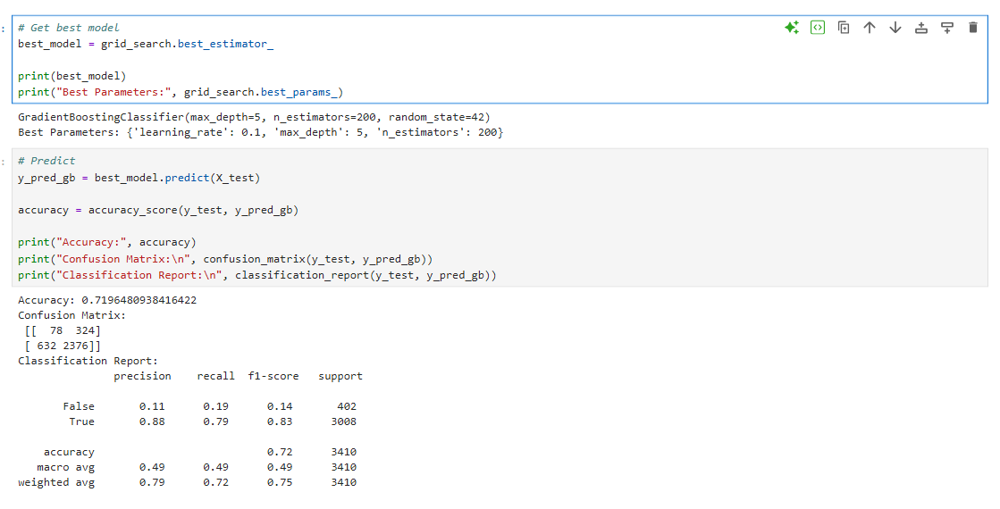 # Get best model
best_model = grid_search.best_estimator_
print(best_model)
print("Best Parameters:", grid_search.best_params_)
GradientBoostingClassifier(max_depth=5, n_estimators=200, random_state=42)
Best Parameters: {'learning_rate': 0.1, 'max_depth': 5, 'n_estimators': 200}
# Predict
y_pred_gb = best_model.predict(X_test)
accuracy = accuracy_score(y_test, y_pred_gb)
print("Accuracy:", accuracy)
print("Confusion Matrix:\n", confusion_matrix(y_test, y_pred_gb))
print("Classification Report:\n", classification_report(y_test, y_pred_gb))
Accuracy: 0.7196480938416422
Confusion Matrix:
[[  78  324]
[ 632 2376]]
Classification Report:
precision    recall  f1-score   support
False       0.11      0.19      0.14       402
True       0.88      0.79      0.83      3008
accuracy                           0.72      3410
macro avg       0.49      0.49      0.49      3410
weighted avg       0.79      0.72      0.75      3410